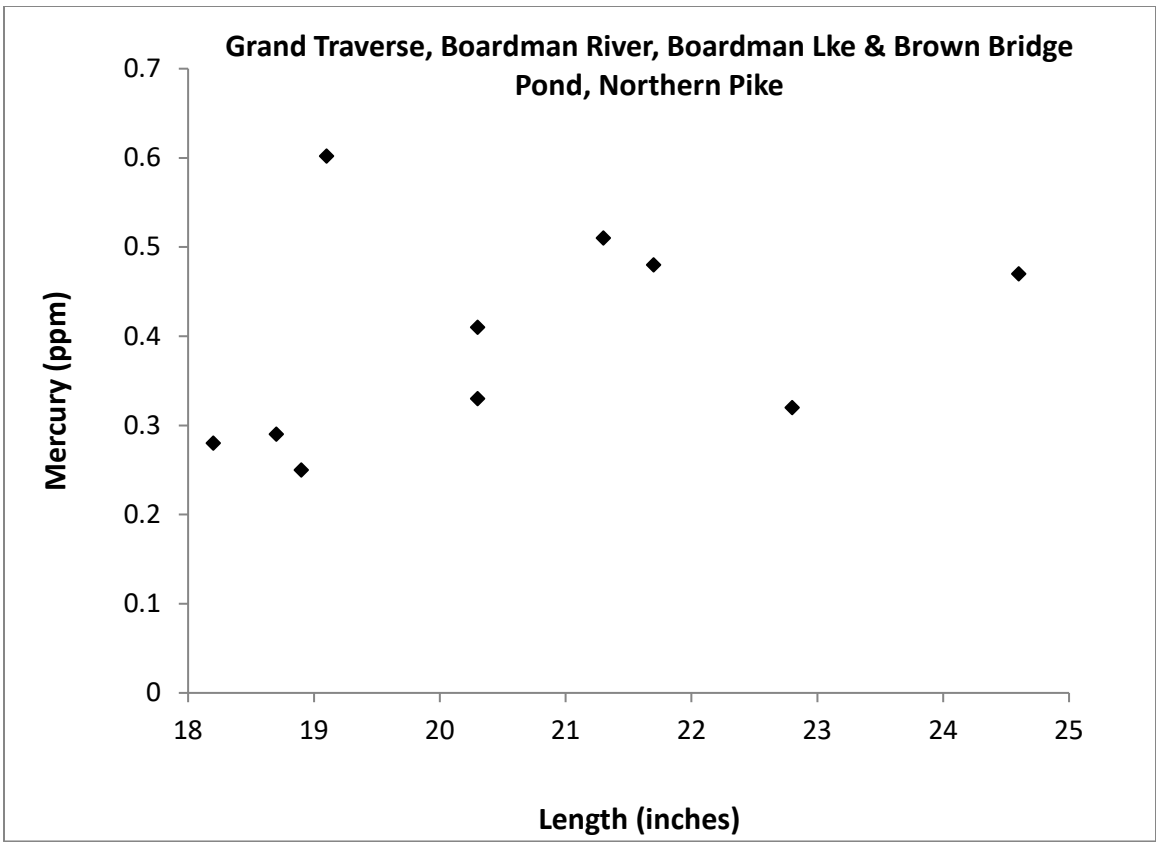 Grand Traverse, Boardman River, Boardman Lke & Brown Bridge
Pond, Northern Pike
0.7
0.6
0.5
0.4
0.3
0.2
0.1
0
Mercury (ppm)
18 19 20 21 22 23 24 25
Length (inches)